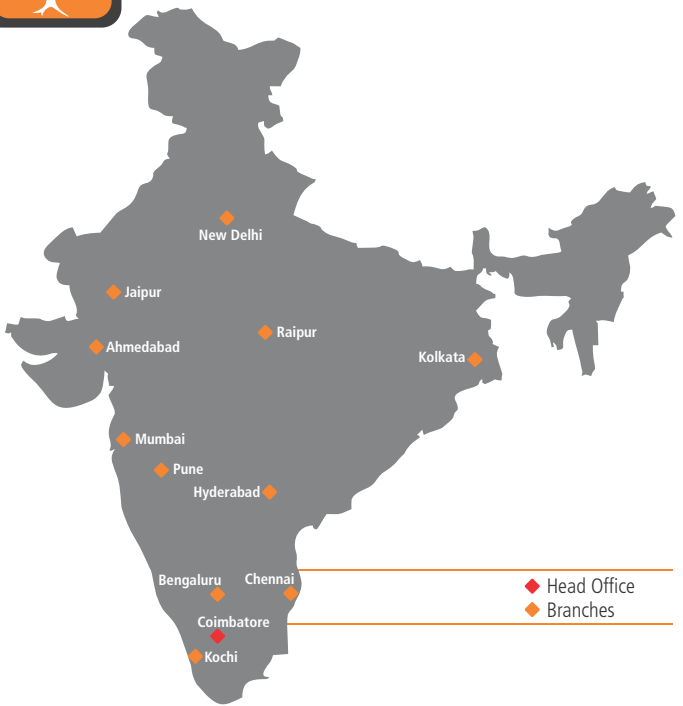 New Delhi
Jaipur
Raipur
Ahmedabad
Kolkata
Mumbai
Pune
Hyderabad
Bengaluru
Chennai
Head Office
Branches
Coimbatore
Kochi